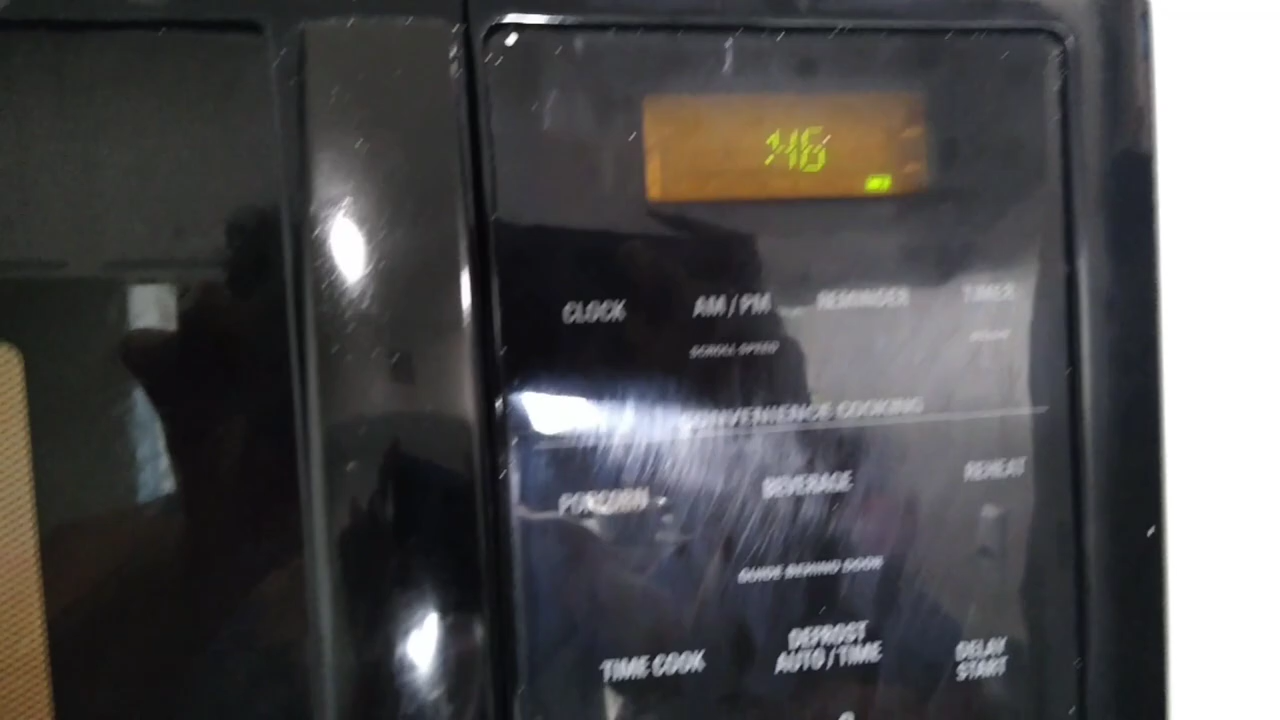 :46
CLOCK AM / PM REMINDER TIMER
SCROLL SPEED
CONVENIENCE COOKING
POPCORN BEVERAGE REHEAT
GUIDE BEHIND DOOR
TIME COOK DEFROST AUTO / TIME DELAY START